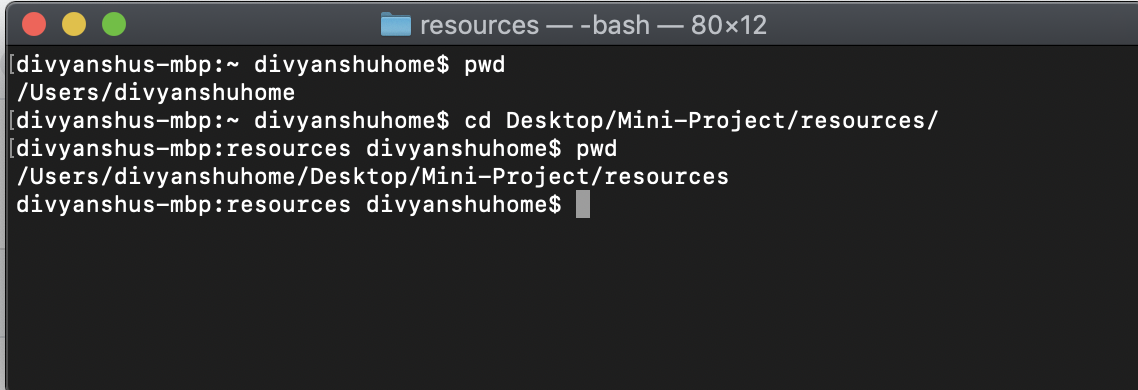 resources — -bash — 80×12
[divyanshus-mbp:~ divyanshuhome$ pwd
/Users/divyanshuhome
[divyanshus-mbp:~ divyanshuhome$ cd Desktop/Mini-Project/resources/
[divyanshus-mbp:resources divyanshuhome$ pwd
/Users/divyanshuhome/Desktop/Mini-Project/resources
divyanshus-mbp:resources divyanshuhome$